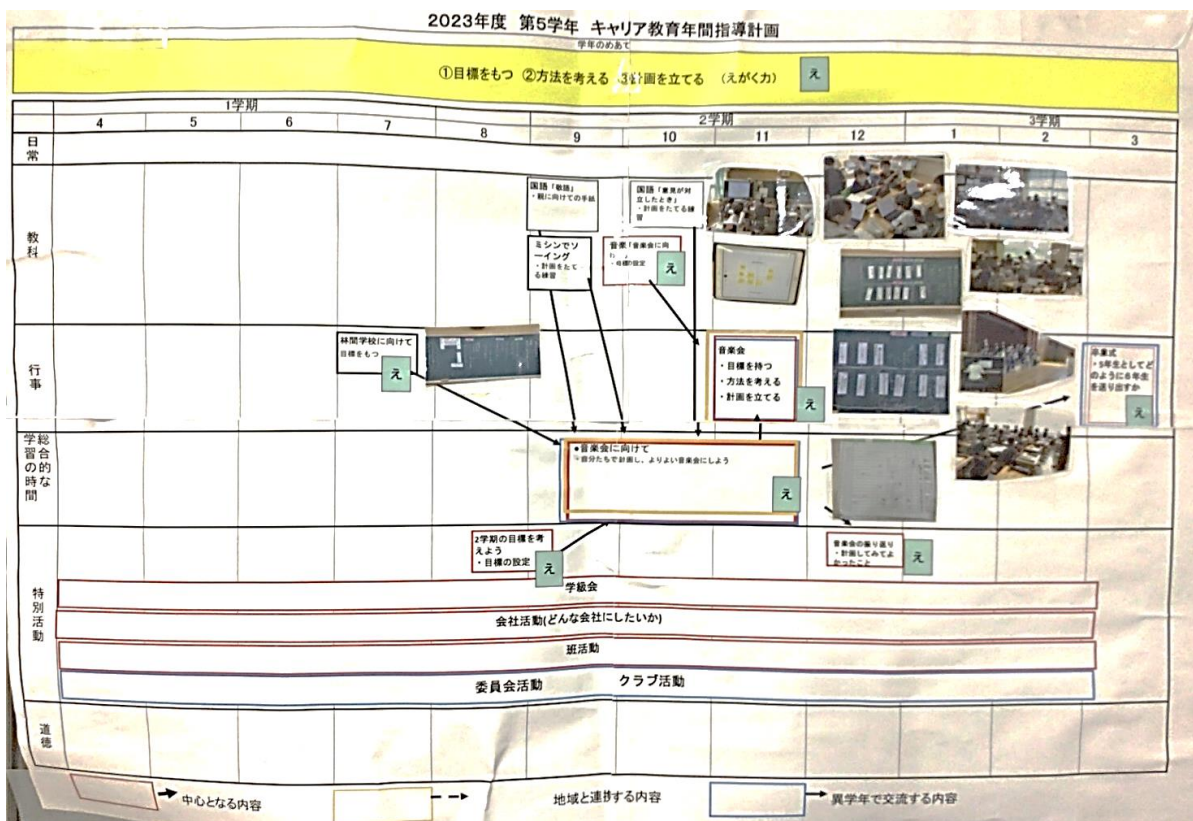 2023年度 第5学年 キャリア教育年間指導計画
学年のめあて
①目標をもつ ②方法を考える ③計画を立てる (えがく力) え
1学期 2学期 3学期
4 5 6 7 8 9 10 11 12 1 2 3
日常
教科
国語「敬語」
・親に向けての手紙
国語「意見が対
立したとき」
・計画をたてる練
習
ミシンでソ
ーイング
・計画をたて
る練習
音楽「音楽会に向
・目標の設定
え
行事
林間学校に向けて
目標をもつ
え
音楽会
・目標を持つ
・方法を考える
・計画を立てる
え
卒業式
・5年生としてど
のように6年生
を送り出すか
え
総合的な
学習の時間
●音楽会に向けて
自分たちで計画し、よりよい音楽会にしよう
え
特別活動
2学期の目標を考
えよう
・目標の設定
え
音楽会の振り返り
・計画してみてよ
かったこと
え
学級会
会社活動(どんな会社にしたいか)
班活動
委員会活動 クラブ活動
道徳
中心となる内容 地域と連携する内容 異学年で交流する内容